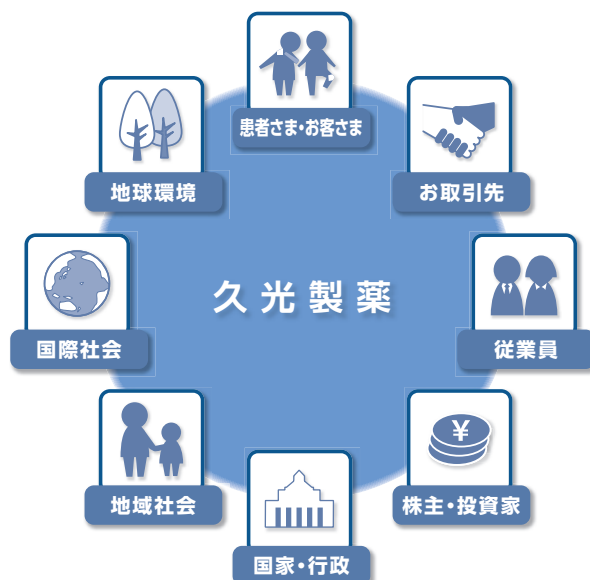 患者さま・お客さま
地球環境
お取引先
久光製薬
国際社会
従業員
地域社会
¥
株主・投資家
国家・行政